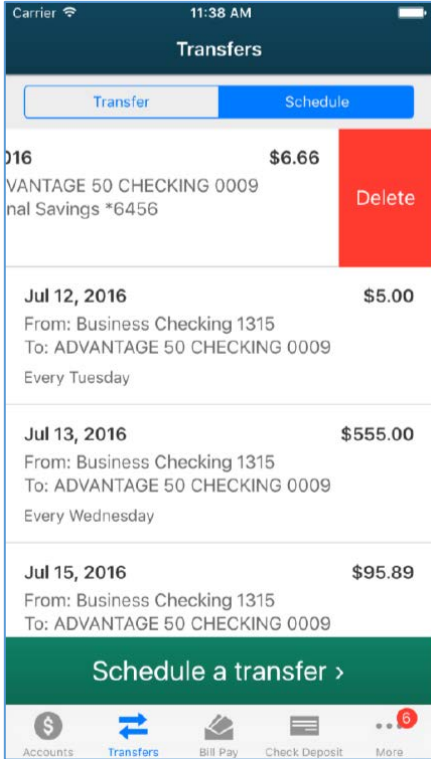 Carrier 11:38 AM
Transfers
Transfer Schedule
016 $6.66
VANTAGE 50 CHECKING 0009
nal Savings *6456
Delete
Jul 12, 2016 $5.00
From: Business Checking 1315
To: ADVANTAGE 50 CHECKING 0009
Every Tuesday
Jul 13, 2016 $555.00
From: Business Checking 1315
To: ADVANTAGE 50 CHECKING 0009
Every Wednesday
Jul 15, 2016 $95.89
From: Business Checking 1315
To: ADVANTAGE 50 CHECKING 0009
Schedule a transfer ›
$ 6
Accounts Transfers Bill Pay Check Deposit More